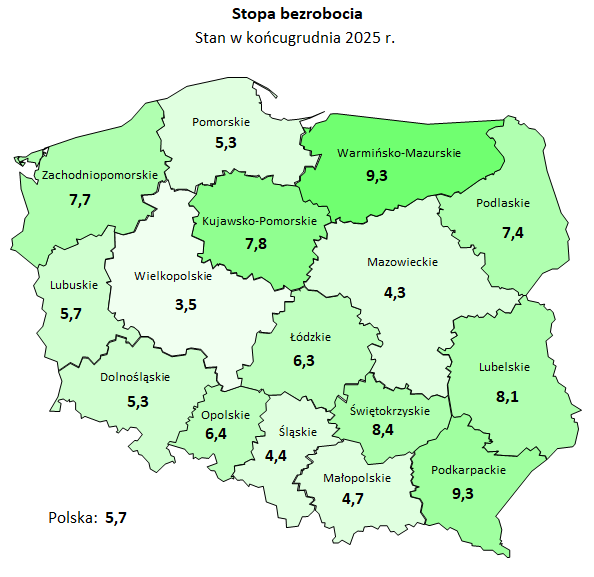 Stopa bezrobocia
Stan w końcugrudnia 2025 r.
Pomorskie
5,3
Warmińsko-Mazurskie
9,3
Zachodniopomorskie
7,7
Podlaskie
7,4
Kujawsko-Pomorskie
7,8
Mazowieckie
4,3
Wielkopolskie
3,5
Lubuskie
5,7
Łódzkie
6,3
Lubelskie
8,1
Dolnośląskie
5,3
Opolskie
6,4
Świętokrzyskie
8,4
Śląskie
4,4
Podkarpackie
9,3
Małopolskie
4,7
Polska: 5,7